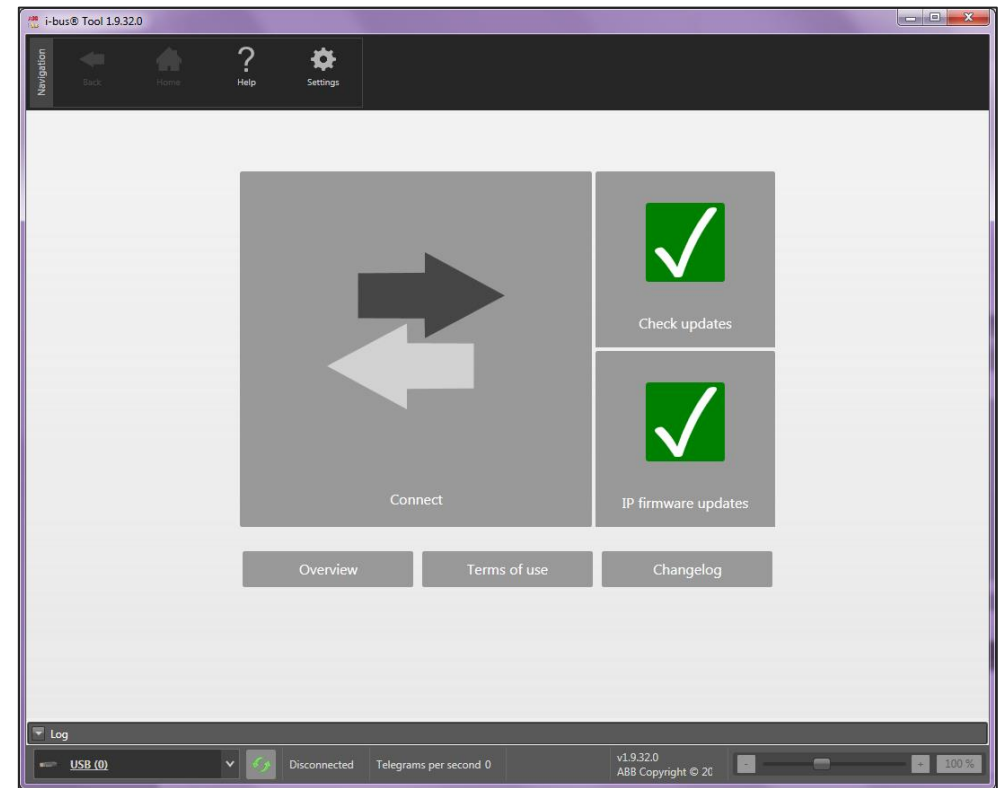 i-bus® Tool 1.9.32.0
Navigation
Back
Home
Help
Settings
Check updates
Connect
IP firmware updates
Overview
Terms of use
Changelog
Log
USB (0)
Disconnected
Telegrams per second 0
v1.9.32.0
ABB Copyright © 20
100 %